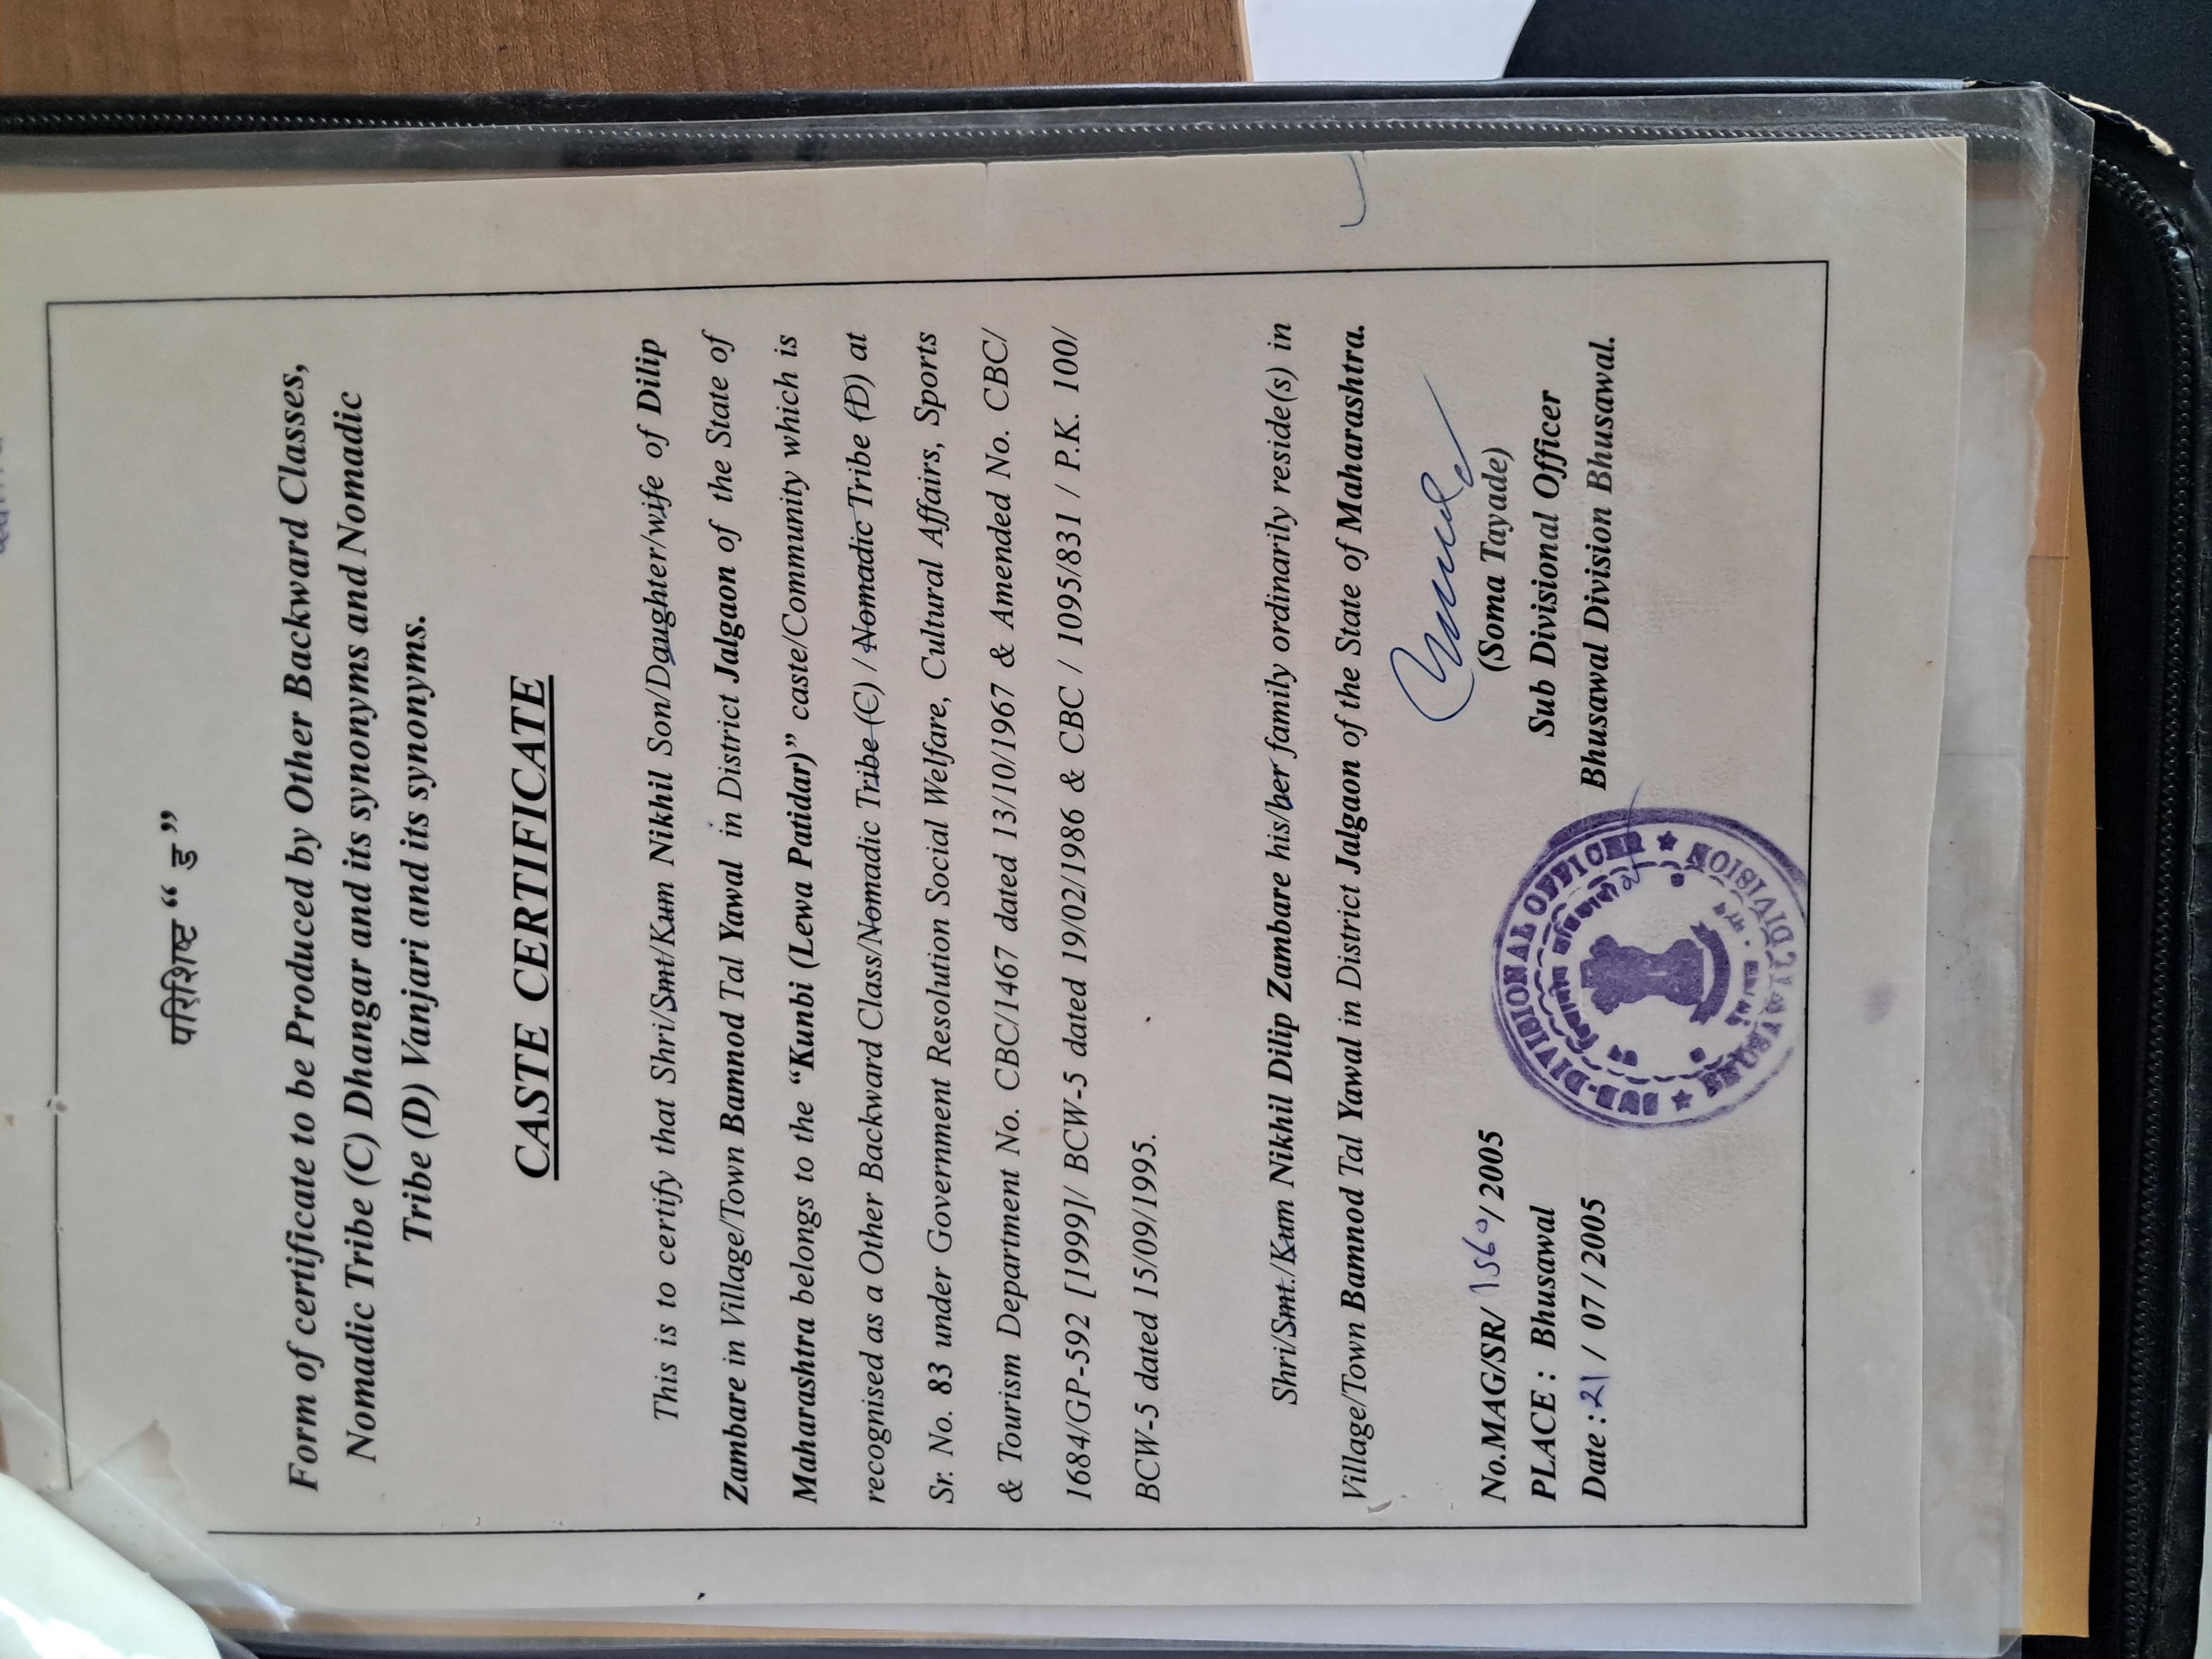 परिशिष्ट “ ड ”
Form of certificate to be Produced by Other Backward Classes,
Nomadic Tribe (C) Dhangar and its synonyms and Nomadic
Tribe (D) Vanjari and its synonyms.
CASTE CERTIFICATE
This is to certify that Shri/Smt/Kum Nikhil Son/Daughter/wife of Dilip
Zambare in Village/Town Bamnod Tal Yawal in District Jalgaon of the State of
Maharashtra belongs to the “Kunbi (Lewa Patidar)” caste/Community which is
recognised as a Other Backward Class/Nomadic Tribe (C) / Nomadic Tribe (D) at
Sr. No. 83 under Government Resolution Social Welfare, Cultural Affairs, Sports
& Tourism Department No. CBC/1467 dated 13/10/1967 & Amended No. CBC/
1684/GP-592 [1999]/ BCW-5 dated 19/02/1986 & CBC / 1095/831 / P.K. 100/
BCW-5 dated 15/09/1995.
Shri/Smt./Kum Nikhil Dilip Zambare his/her family ordinarily reside(s) in
Village/Town Bamnod Tal Yawal in District Jalgaon of the State of Maharashtra.
No.MAG/SR/ 1560/2005
PLACE : Bhusawal
Date : 21 / 07 / 2005
SUB-DIVISIONAL OFFICER
DIVISION
(Soma Tayade)
Sub Divisional Officer
Bhusawal Division Bhusawal.